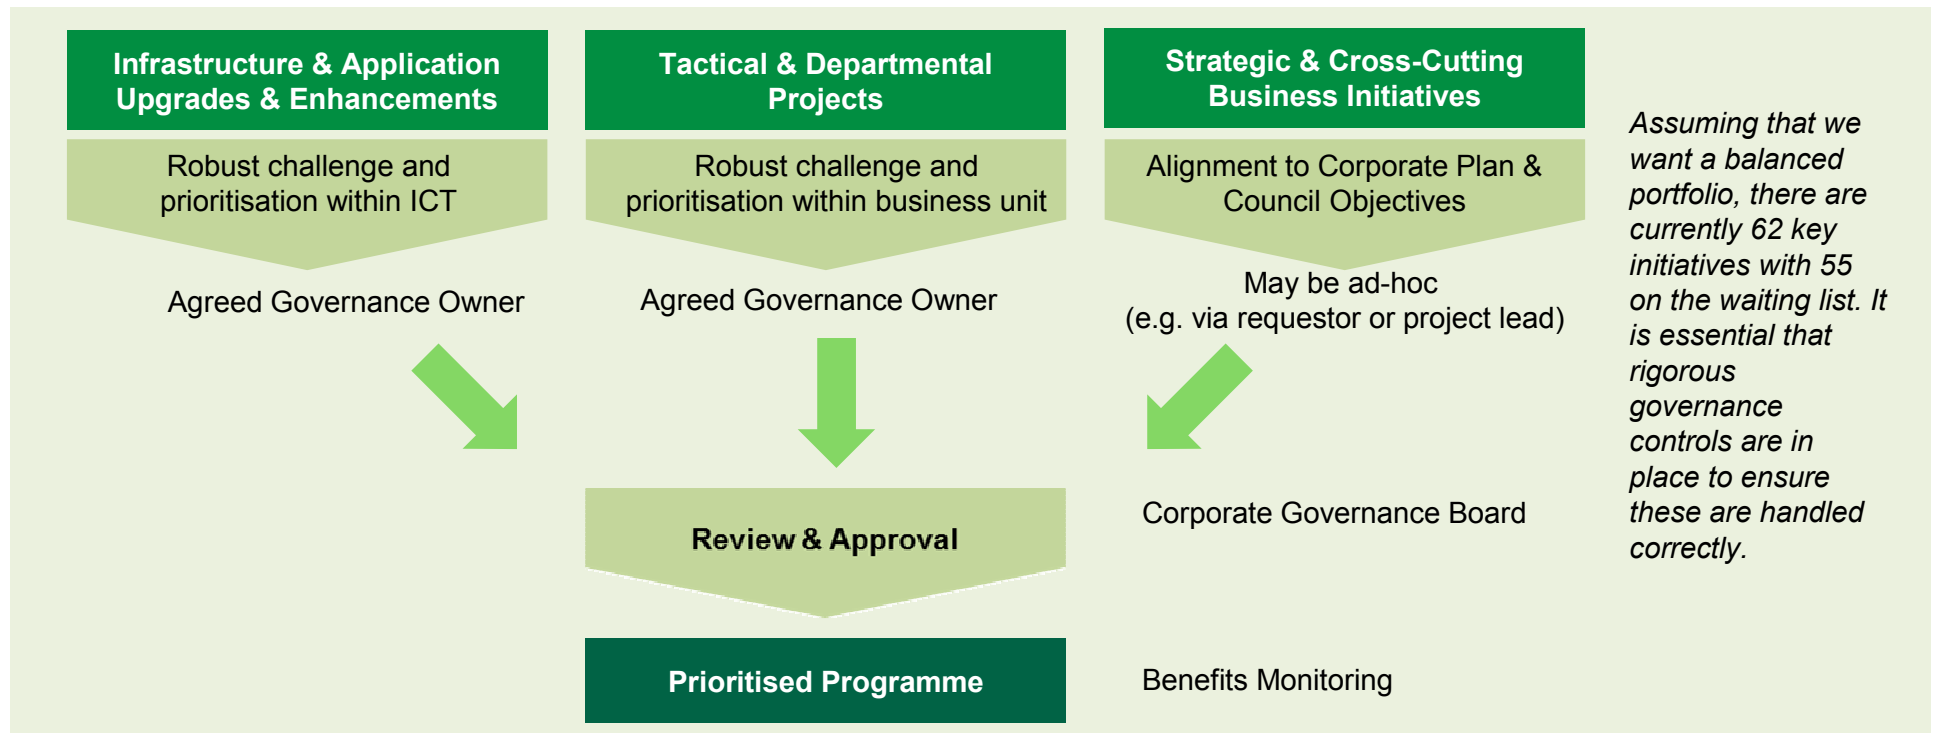 Infrastructure & Application
Upgrades & Enhancements
Robust challenge and
prioritisation within ICT
Agreed Governance Owner
Tactical & Departmental
Projects
Robust challenge and
prioritisation within business unit
Agreed Governance Owner
Strategic & Cross-Cutting
Business Initiatives
Alignment to Corporate Plan &
Council Objectives
May be ad-hoc
(e.g. via requestor or project lead)
Review & Approval
Corporate Governance Board
Prioritised Programme
Benefits Monitoring
Assuming that we
want a balanced
portfolio, there are
currently 62 key
initiatives with 55
on the waiting list. It
is essential that
rigorous
governance
controls are in
place to ensure
these are handled
correctly.